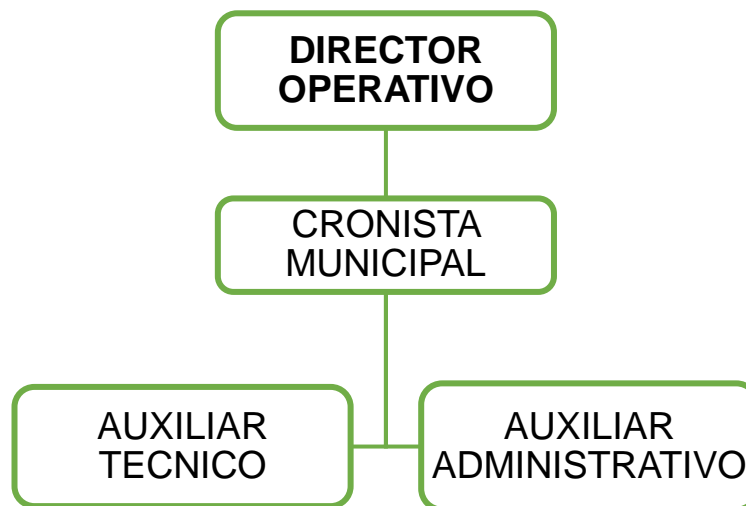 DIRECTOR
OPERATIVO
CRONISTA
MUNICIPAL
AUXILIAR
TECNICO
AUXILIAR
ADMINISTRATIVO